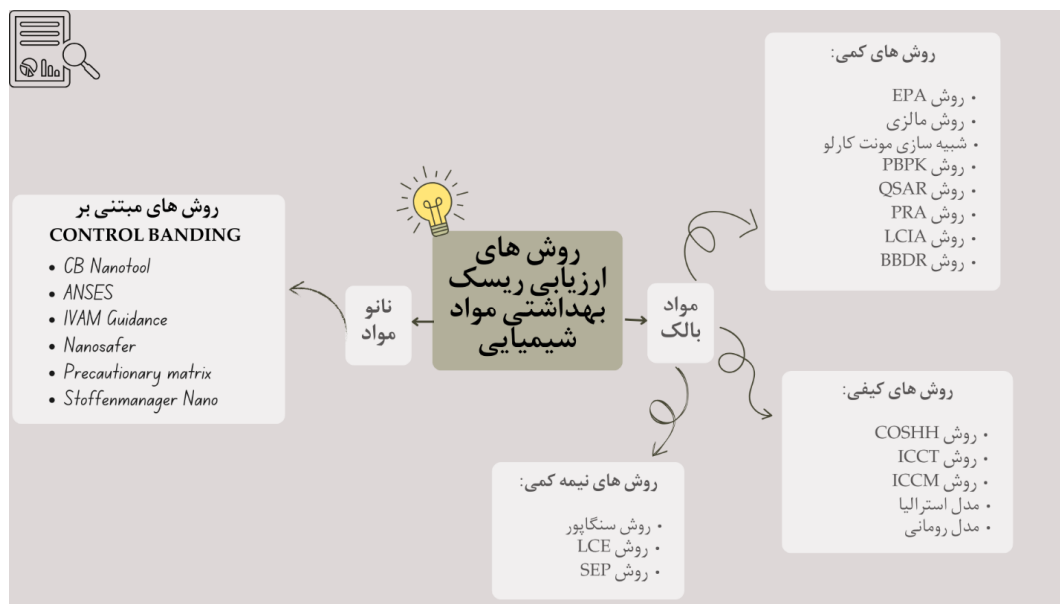 روش های
ارزیابی ریسک
بهداشتی مواد
شیمیایی
مواد
بالک
روش های کمی:
• روش EPA
• روش مالزی
• شبیه سازی مونت کارلو
• روش PBPK
• روش QSAR
• روش PRA
• روش LCIA
• روش BBDR
روش های کیفی:
• روش COSHH
• روش ICCT
• روش ICCM
• مدل استرالیا
• مدل رومانی
روش های نیمه کمی:
• روش سنگاپور
• روش LCE
• روش SEP
نانو
مواد
روش های مبتنی بر
CONTROL BANDING
• CB Nanotool
• ANSES
• IVAM Guidance
• Nanosafer
• Precautionary matrix
• Stoffenmanager Nano